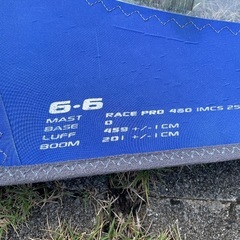 6.6
MAST RACE PRO 460 IMCS 25
BASE 0
LUFF 459 +/- 1 CM
BOOM 201 +/- 1 CM